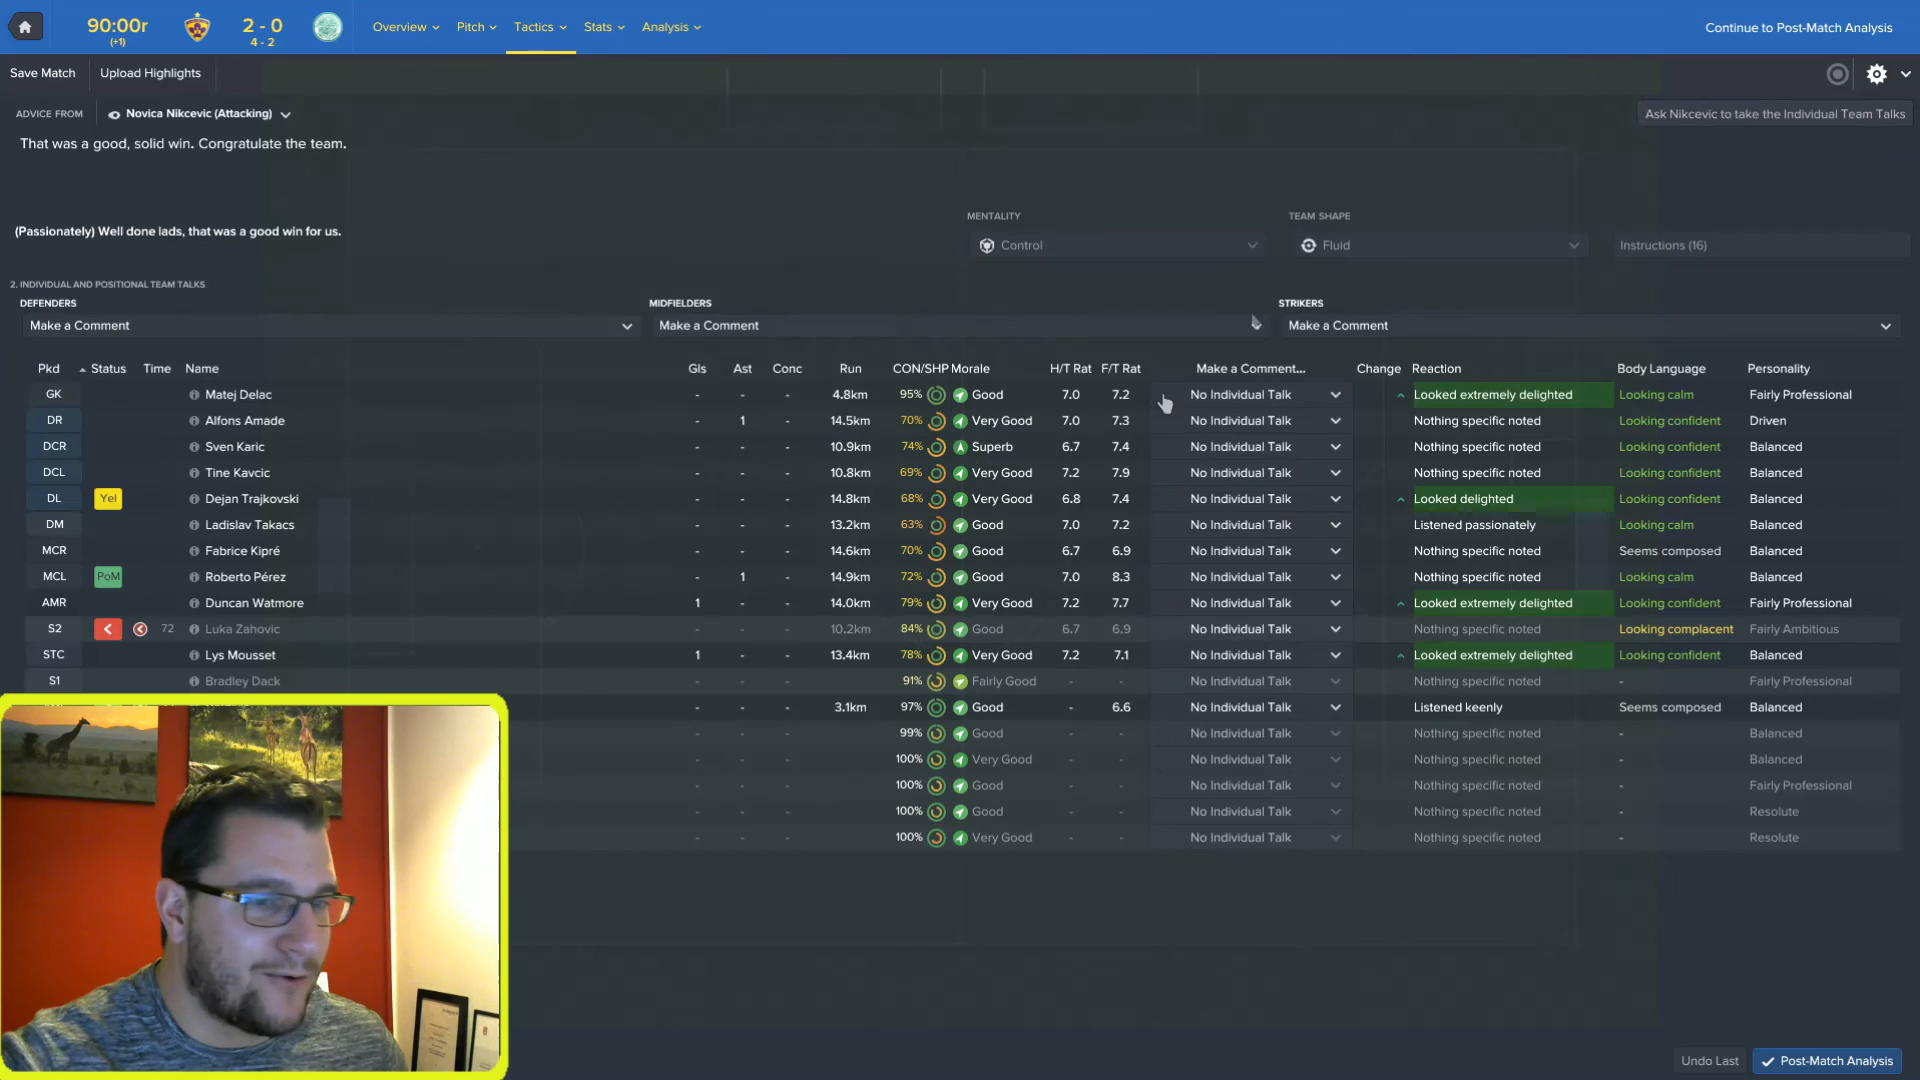 90:00r
(+1)
2 - 0
4 - 2
Overview
Pitch
Tactics
Stats
Analysis
Continue to Post-Match Analysis
Save Match
Upload Highlights
ADVICE FROM
Novica Nikcevic (Attacking)
Ask Nikcevic to take the Individual Team Talks
That was a good, solid win. Congratulate the team.
MENTALITY
TEAM SHAPE
(Passionately) Well done lads, that was a good win for us.
Control
Fluid
Instructions (16)
2. INDIVIDUAL AND POSITIONAL TEAM TALKS
DEFENDERS
MIDFIELDERS
STRIKERS
Make a Comment
Make a Comment
Make a Comment
Pkd Status Time Name Gls Ast Conc Run CON/SHP Morale H/T Rat F/T Rat Make a Comment... Change Reaction Body Language Personality
GK Matej Delac - - - 4.8km 95% Good 7.0 7.2 No Individual Talk Looked extremely delighted Looking calm Fairly Professional
DR Alfons Amade - 1 - 14.5km 70% Very Good 7.0 7.3 No Individual Talk Nothing specific noted Looking confident Driven
DCR Sven Karic - - - 10.9km 74% Superb 6.7 7.4 No Individual Talk Nothing specific noted Looking confident Balanced
DCL Tine Kavcic - - - 10.8km 69% Very Good 7.2 7.9 No Individual Talk Nothing specific noted Looking confident Balanced
DL Yel Dejan Trajkovski - - - 14.8km 68% Very Good 6.8 7.4 No Individual Talk Looked delighted Looking confident Balanced
DM Ladislav Takacs - - - 13.2km 63% Good 7.0 7.2 No Individual Talk Listened passionately Looking calm Balanced
MCR Fabrice Kipré - - - 14.6km 70% Good 6.7 6.9 No Individual Talk Nothing specific noted Seems composed Balanced
MCL PoM Roberto Pérez - 1 - 14.9km 72% Good 7.0 8.3 No Individual Talk Nothing specific noted Looking calm Balanced
AMR Duncan Watmore 1 - - 14.0km 79% Very Good 7.2 7.7 No Individual Talk Looked extremely delighted Looking confident Fairly Professional
S2 72 Luka Zahovic - - - 10.2km 84% Good 6.7 6.9 No Individual Talk Nothing specific noted Looking complacent Fairly Ambitious
STC Lys Mousset 1 - - 13.4km 78% Very Good 7.2 7.1 No Individual Talk Looked extremely delighted Looking confident Balanced
S1 Bradley Dack - - - 91% Fairly Good - - No Individual Talk Nothing specific noted - Fairly Professional
- - - 3.1km 97% Good - 6.6 No Individual Talk Listened keenly Seems composed Balanced
- - - 99% Good - - No Individual Talk Nothing specific noted - Balanced
- - - 100% Very Good - - No Individual Talk Nothing specific noted - Balanced
- - - 100% Good - - No Individual Talk Nothing specific noted - Fairly Professional
- - - 100% Good - - No Individual Talk Nothing specific noted - Resolute
- - - 100% Very Good - - No Individual Talk Nothing specific noted - Resolute
Undo Last
Post-Match Analysis